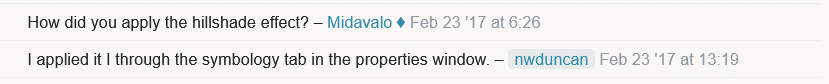 How did you apply the hillshade effect? – Midavalo ♦ Feb 23 '17 at 6:26
I applied it I through the symbology tab in the properties window. – nwduncan Feb 23 '17 at 13:19